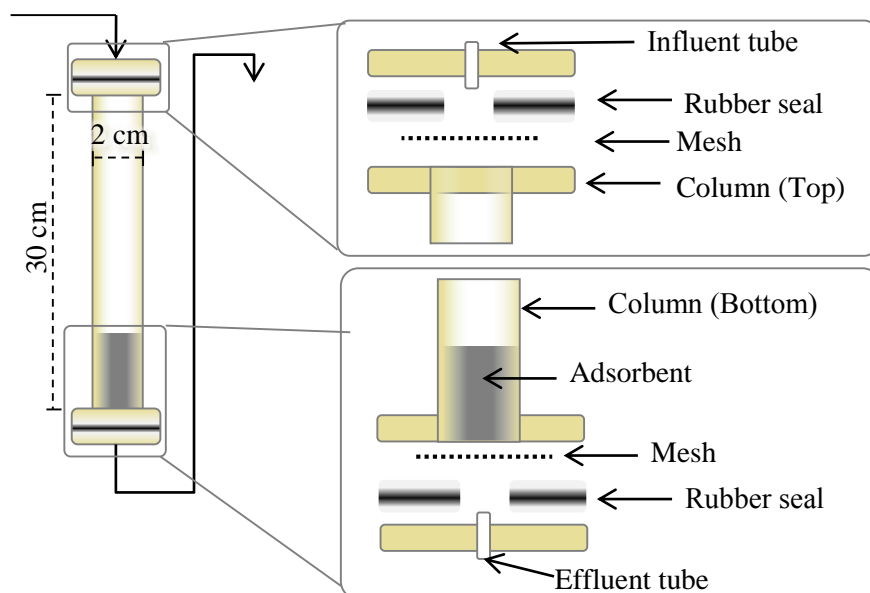 2 cm
30 cm
Influent tube
Rubber seal
Mesh
Column (Top)
Column (Bottom)
Adsorbent
Mesh
Rubber seal
Effluent tube